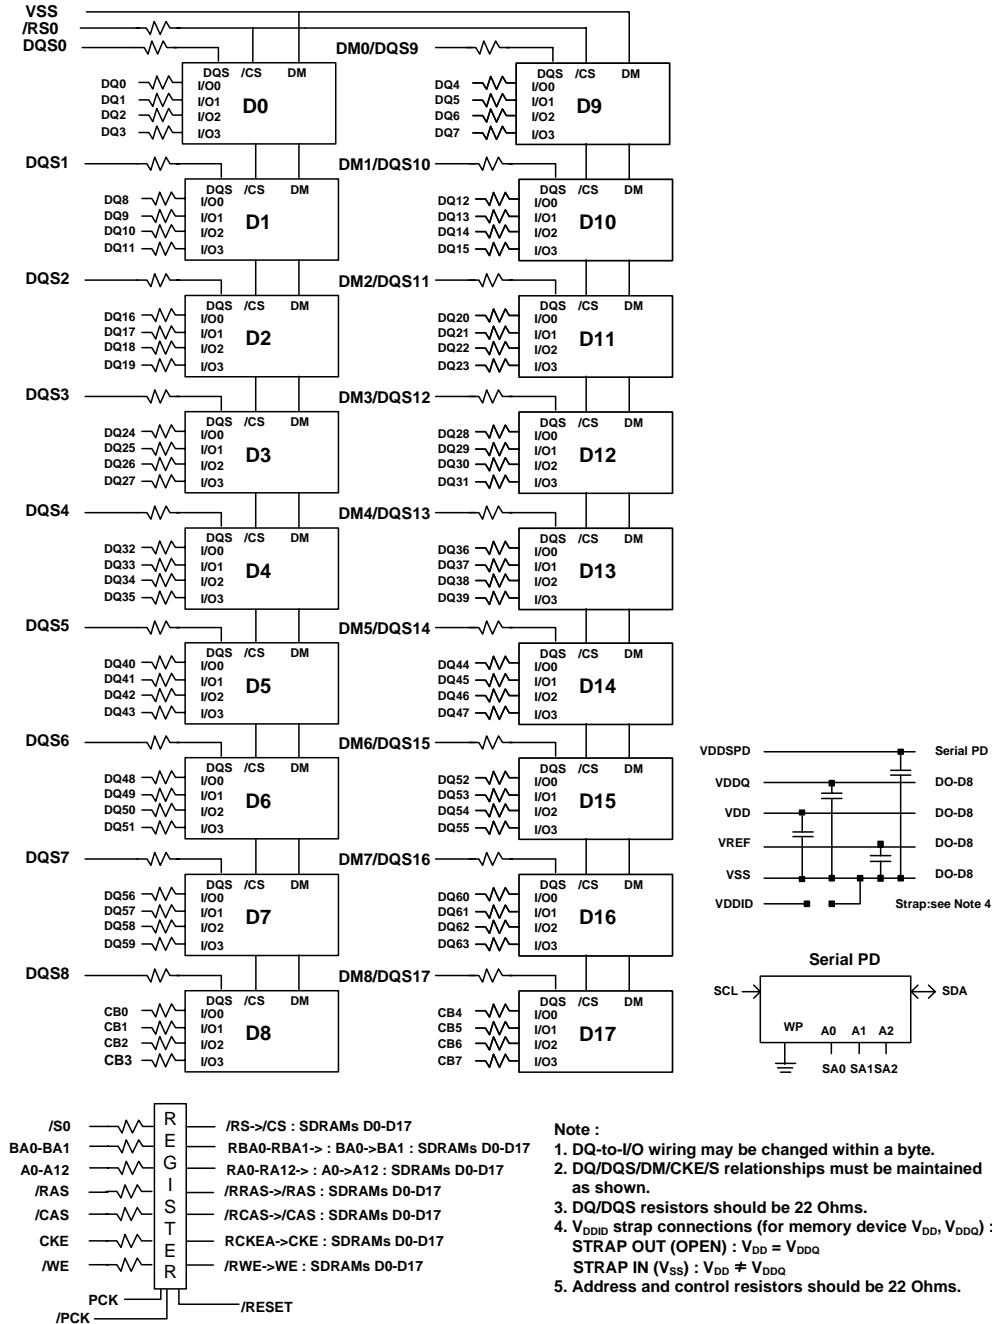 VSS
/RS0
DQS0
DM0/DQS9
DQS /CS DM
DQ0 I/O0
DQ1 I/O1
DQ2 I/O2
DQ3 I/O3
D0
DQS /CS DM
DQ4 I/O0
DQ5 I/O1
DQ6 I/O2
DQ7 I/O3
D9
DQS1
DM1/DQS10
DQS /CS DM
DQ8 I/O0
DQ9 I/O1
DQ10 I/O2
DQ11 I/O3
D1
DQS /CS DM
DQ12 I/O0
DQ13 I/O1
DQ14 I/O2
DQ15 I/O3
D10
DQS2
DM2/DQS11
DQS /CS DM
DQ16 I/O0
DQ17 I/O1
DQ18 I/O2
DQ19 I/O3
D2
DQS /CS DM
DQ20 I/O0
DQ21 I/O1
DQ22 I/O2
DQ23 I/O3
D11
DQS3
DM3/DQS12
DQS /CS DM
DQ24 I/O0
DQ25 I/O1
DQ26 I/O2
DQ27 I/O3
D3
DQS /CS DM
DQ28 I/O0
DQ29 I/O1
DQ30 I/O2
DQ31 I/O3
D12
DQS4
DM4/DQS13
DQS /CS DM
DQ32 I/O0
DQ33 I/O1
DQ34 I/O2
DQ35 I/O3
D4
DQS /CS DM
DQ36 I/O0
DQ37 I/O1
DQ38 I/O2
DQ39 I/O3
D13
DQS5
DM5/DQS14
DQS /CS DM
DQ40 I/O0
DQ41 I/O1
DQ42 I/O2
DQ43 I/O3
D5
DQS /CS DM
DQ44 I/O0
DQ45 I/O1
DQ46 I/O2
DQ47 I/O3
D14
DQS6
DM6/DQS15
DQS /CS DM
DQ48 I/O0
DQ49 I/O1
DQ50 I/O2
DQ51 I/O3
D6
DQS /CS DM
DQ52 I/O0
DQ53 I/O1
DQ54 I/O2
DQ55 I/O3
D15
DQS7
DM7/DQS16
DQS /CS DM
DQ56 I/O0
DQ57 I/O1
DQ58 I/O2
DQ59 I/O3
D7
DQS /CS DM
DQ60 I/O0
DQ61 I/O1
DQ62 I/O2
DQ63 I/O3
D16
DQS8
DM8/DQS17
DQS /CS DM
CB0 I/O0
CB1 I/O1
CB2 I/O2
CB3 I/O3
D8
DQS /CS DM
CB4 I/O0
CB5 I/O1
CB6 I/O2
CB7 I/O3
D17
VDDSPD Serial PD
VDDQ DO-D8
VDD DO-D8
VREF DO-D8
VSS DO-D8
VDDID Strap:see Note 4
Serial PD
SCL SDA
WP A0 A1 A2
SA0 SA1SA2
REGISTER
/S0 /RS->/CS : SDRAMs D0-D17
BA0-BA1 RBA0-RBA1-> : BA0->BA1 : SDRAMs D0-D17
A0-A12 RA0-RA12-> : A0->A12 : SDRAMs D0-D17
/RAS /RRAS->/RAS : SDRAMs D0-D17
/CAS /RCAS->/CAS : SDRAMs D0-D17
CKE RCKEA->CKE : SDRAMs D0-D17
/WE /RWE->WE : SDRAMs D0-D17
PCK
/PCK
/RESET
Note :
1. DQ-to-I/O wiring may be changed within a byte.
2. DQ/DQS/DM/CKE/S relationships must be maintained
as shown.
3. DQ/DQS resistors should be 22 Ohms.
4. VDDID strap connections (for memory device VDD, VDDQ) :
STRAP OUT (OPEN) : VDD = VDDQ
STRAP IN (VSS) : VDD ≠ VDDQ
5. Address and control resistors should be 22 Ohms.